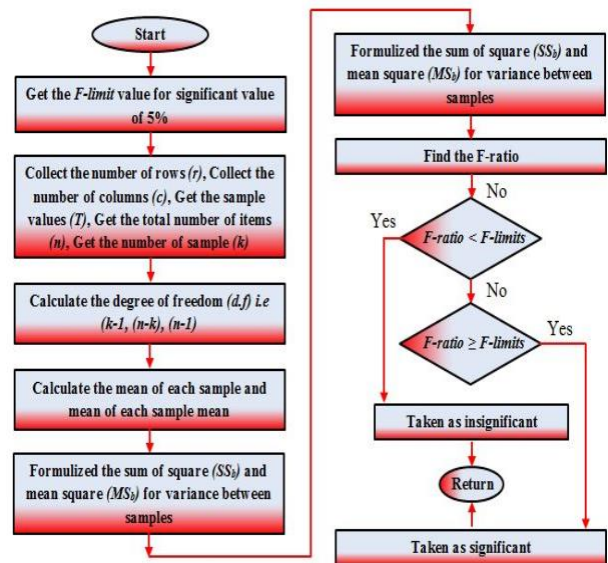 Start
Get the F-limit value for significant value
of 5%
Collect the number of rows (r), Collect the
number of columns (c), Get the sample
values (T), Get the total number of items
(n), Get the number of sample (k)
Calculate the degree of freedom (d.f) i.e
(k-1, (n-k), (n-1)
Calculate the mean of each sample and
mean of each sample mean
Formulized the sum of square (SSb) and
mean square (MSb) for variance between
samples
Formulized the sum of square (SSb) and
mean square (MSb) for variance between
samples
Find the F-ratio
No
Yes
F-ratio < F-limits
No
Yes
F-ratio ≥ F-limits
Taken as insignificant
Return
Taken as significant